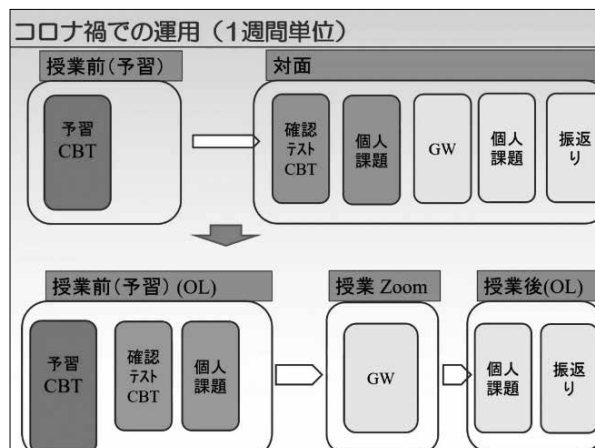 コロナ禍での運用（1週間単位）
授業前(予習)
対面
予習
CBT
確認
テスト
CBT
個人
課題
GW
個人
課題
振返
り
授業前(予習) (OL)
授業 Zoom
授業後(OL)
予習
CBT
確認
テスト
CBT
個人
課題
GW
個人
課題
振返
り